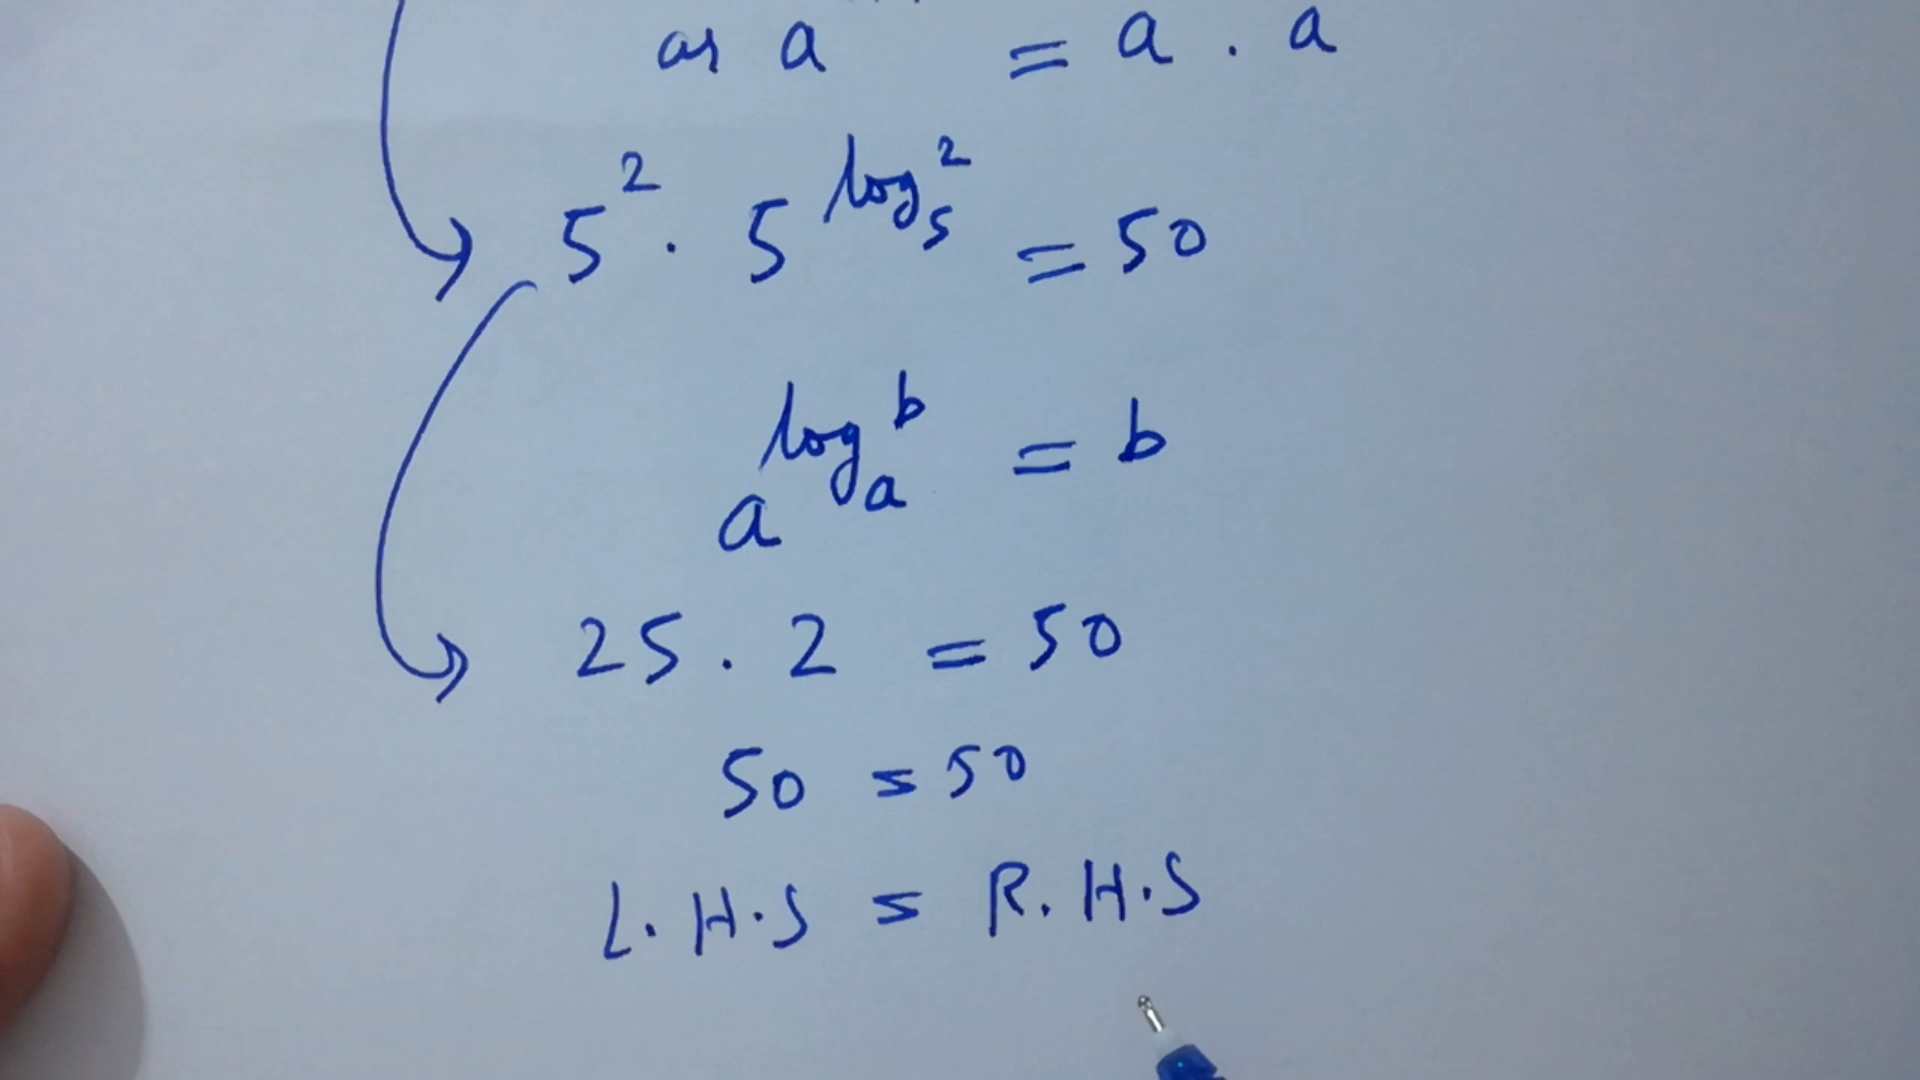 as a = a . a
5² · 5^log₅² = 50
a^logₐᵇ = b
25 . 2 = 50
50 = 50
L.H.S = R.H.S